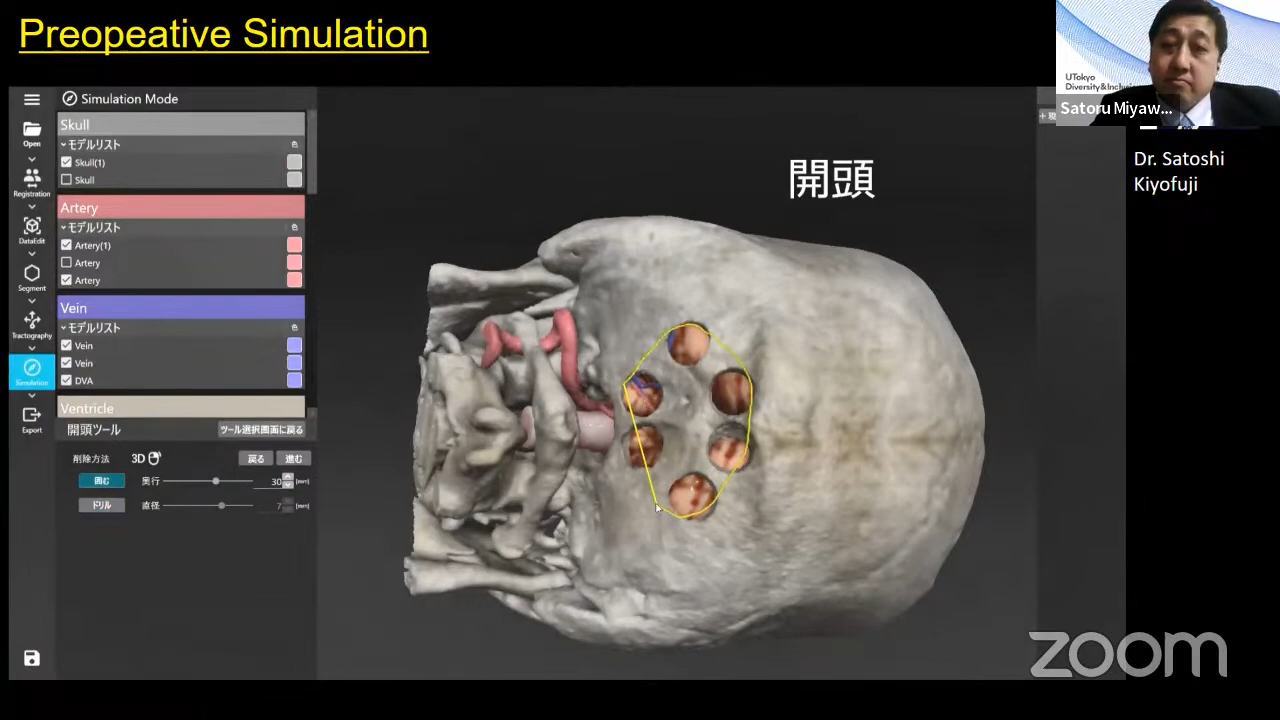 Preopeative Simulation
UTokyo
Diversity&Inclus
Satoru Miyaw...
Dr. Satoshi
Kiyofuji
Simulation Mode
Open
Registration
DataEdit
Segment
Tractography
Simulation
Export
Skull
モデルリスト
Skull(1)
Skull
Artery
モデルリスト
Artery(1)
Artery
Artery
Vein
モデルリスト
Vein
Vein
DVA
Ventricle
開頭ツール
ツール選択画面に戻る
削除方法
3D
戻る
進む
囲む
奥行
30
[mm]
ドリル
直径
7
[mm]
開頭
zoom